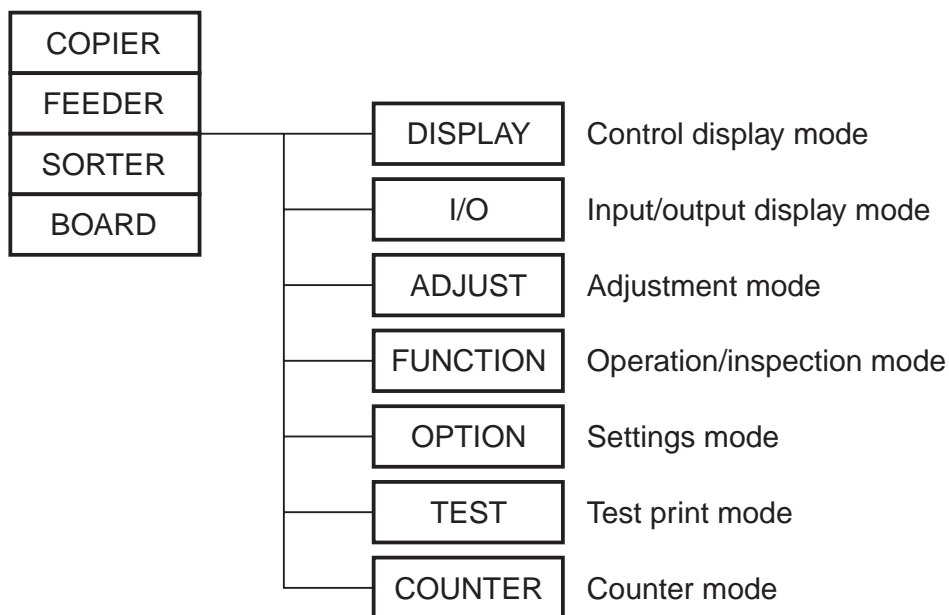 COPIER
FEEDER
SORTER
BOARD
DISPLAY Control display mode
I/O Input/output display mode
ADJUST Adjustment mode
FUNCTION Operation/inspection mode
OPTION Settings mode
TEST Test print mode
COUNTER Counter mode